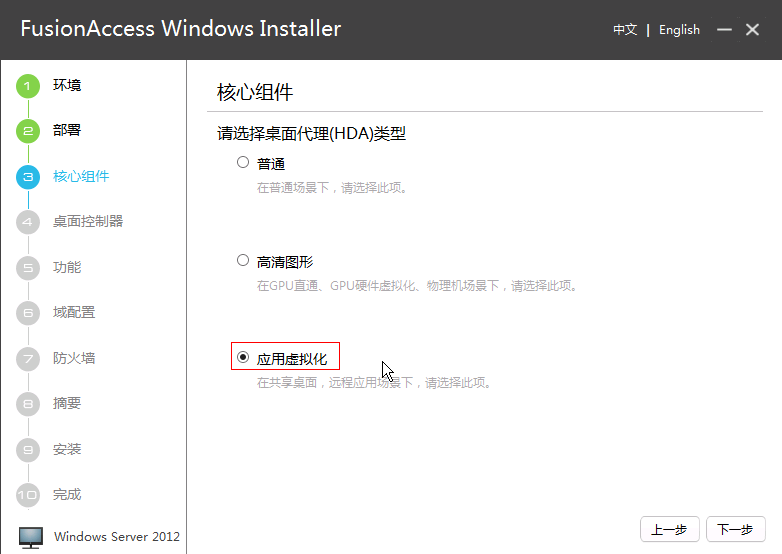 FusionAccess Windows Installer
中文 | English
1 环境
2 部署
3 核心组件
4 桌面控制器
5 功能
6 域配置
7 防火墙
8 摘要
9 安装
10 完成
Windows Server 2012
核心组件
请选择桌面代理(HDA)类型
普通
在普通场景下，请选择此项。
高清图形
在GPU直通、GPU硬件虚拟化、物理机场景下，请选择此项。
应用虚拟化
在共享桌面，远程应用场景下，请选择此项。
上一步 下一步